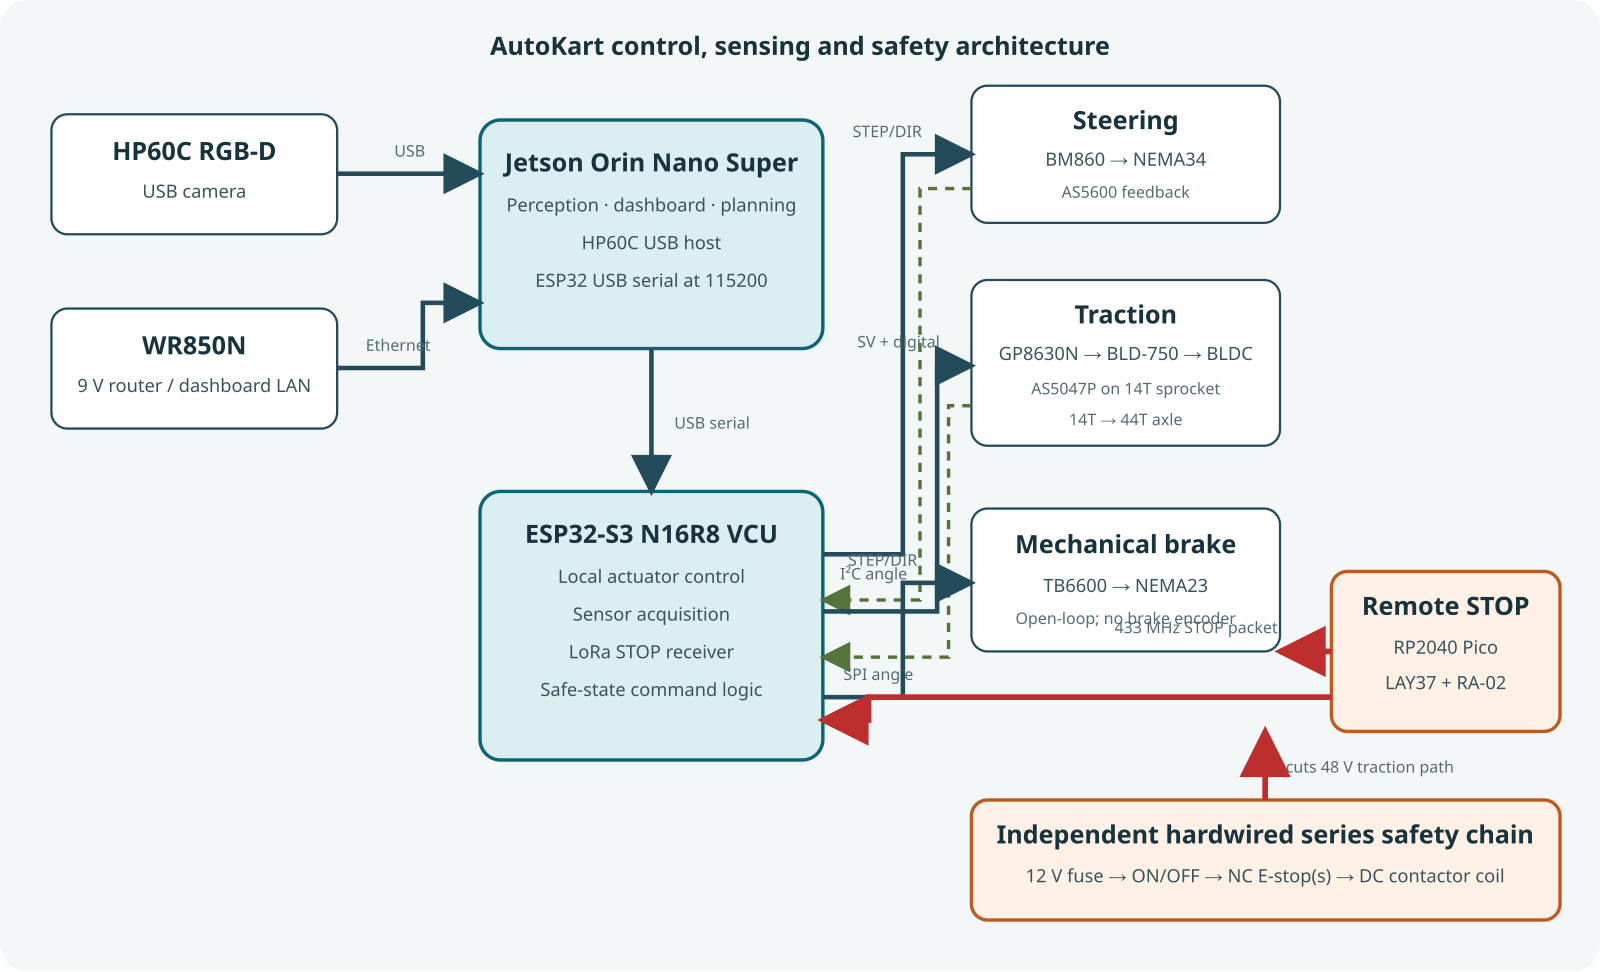 AutoKart control, sensing and safety architecture
HP60C RGB-D
USB camera
USB
WR850N
9 V router / dashboard LAN
Ethernet
Jetson Orin Nano Super
Perception · dashboard · planning
HP60C USB host
ESP32 USB serial at 115200
USB serial
ESP32-S3 N16R8 VCU
Local actuator control
Sensor acquisition
LoRa STOP receiver
Safe-state command logic
STEP/DIR
Steering
BM860 → NEMA34
AS5600 feedback
SV + digital
Traction
GP8630N → BLD-750 → BLDC
AS5047P on 14T sprocket
14T → 44T axle
STEP/DIR
I²C angle
SPI angle
Mechanical brake
TB6600 → NEMA23
Open-loop; no brake encoder
433 MHz STOP packet
Remote STOP
RP2040 Pico
LAY37 + RA-02
cuts 48 V traction path
Independent hardwired series safety chain
12 V fuse → ON/OFF → NC E-stop(s) → DC contactor coil